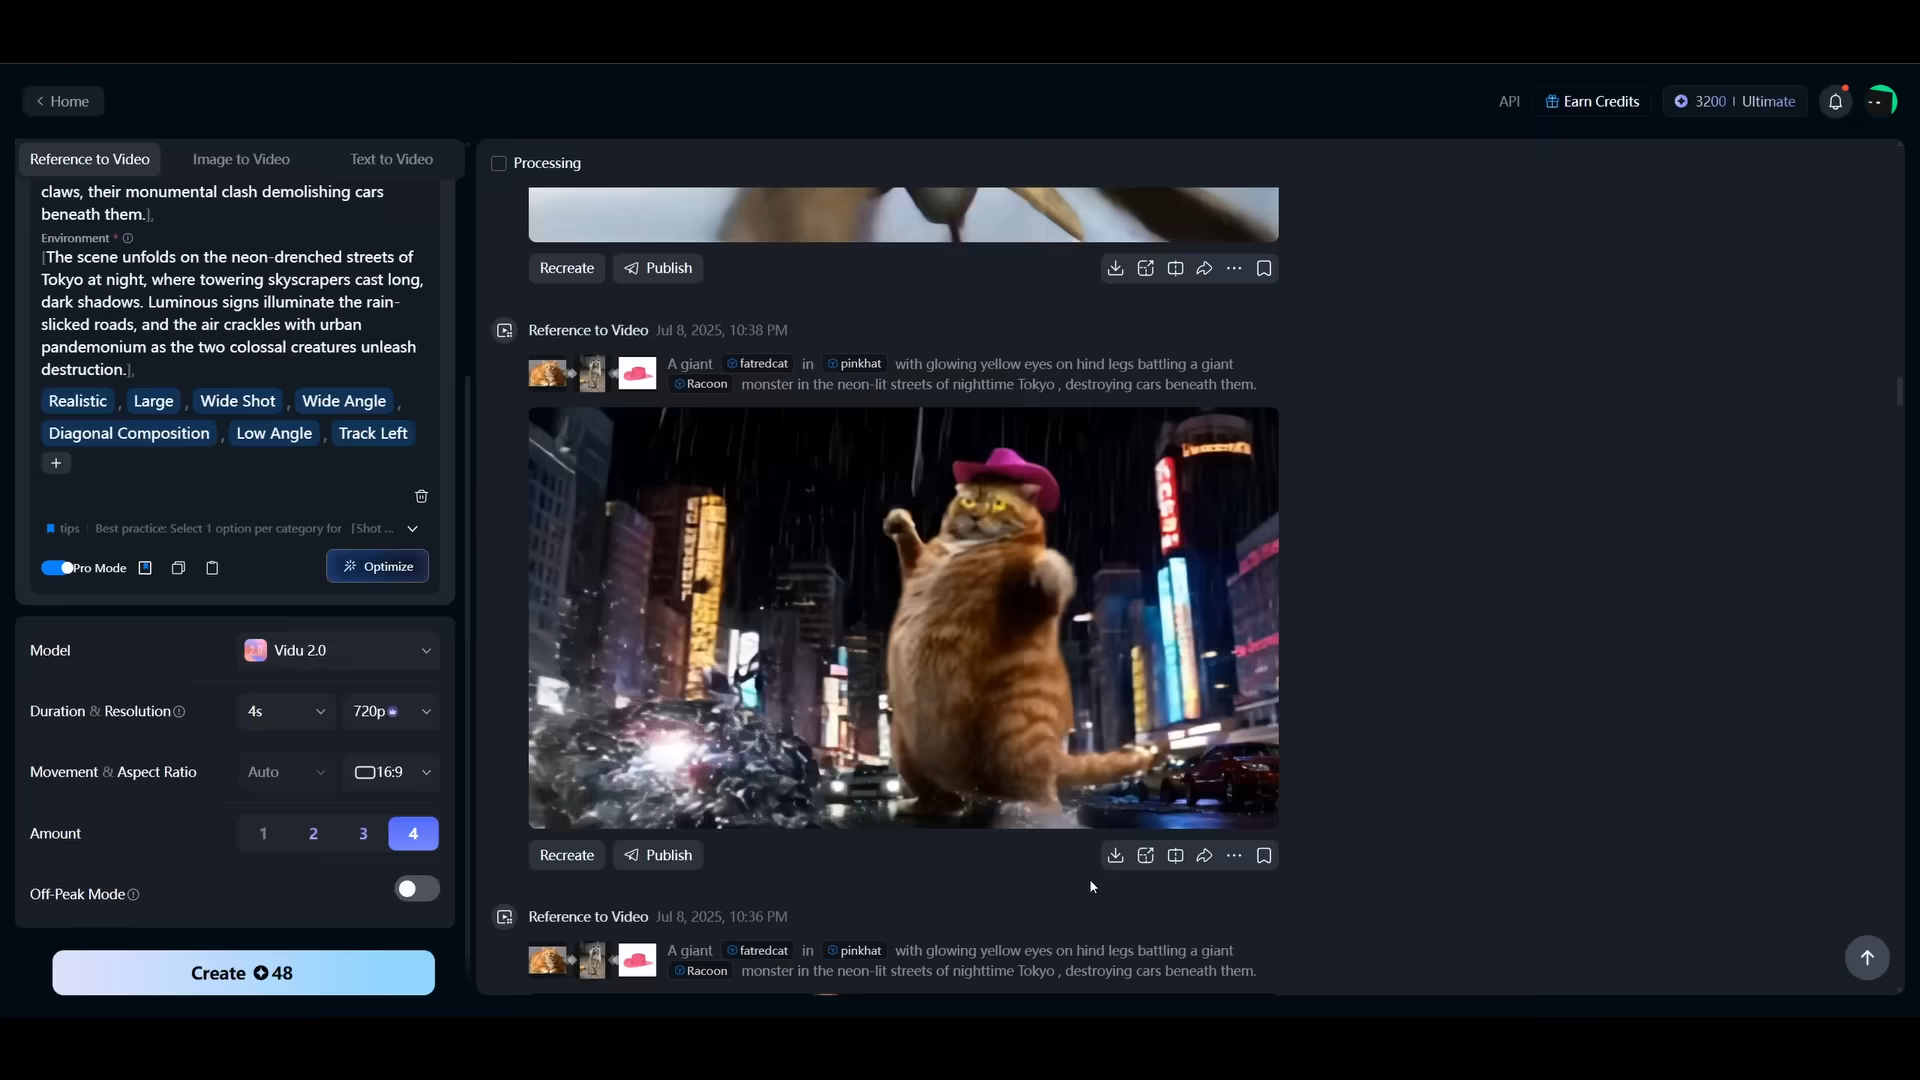 Home
API
Earn Credits
3200 | Ultimate
Reference to Video
Image to Video
Text to Video
claws, their monumental clash demolishing cars
beneath them.],
Environment *
[The scene unfolds on the neon-drenched streets of
Tokyo at night, where towering skyscrapers cast long,
dark shadows. Luminous signs illuminate the rain-
slicked roads, and the air crackles with urban
pandemonium as the two colossal creatures unleash
destruction.],
Realistic , Large , Wide Shot , Wide Angle ,
Diagonal Composition , Low Angle , Track Left
+
tips | Best practice: Select 1 option per category for [Shot ...
Pro Mode
Optimize
Model
Vidu 2.0
Duration & Resolution
4s
720p
Movement & Aspect Ratio
Auto
16:9
Amount
1 2 3 4
Off-Peak Mode
Create 48
Processing
Recreate
Publish
Reference to Video Jul 8, 2025, 10:38 PM
A giant fatredcat in pinkhat with glowing yellow eyes on hind legs battling a giant
Racoon monster in the neon-lit streets of nighttime Tokyo , destroying cars beneath them.
Recreate
Publish
Reference to Video Jul 8, 2025, 10:36 PM
A giant fatredcat in pinkhat with glowing yellow eyes on hind legs battling a giant
Racoon monster in the neon-lit streets of nighttime Tokyo , destroying cars beneath them.